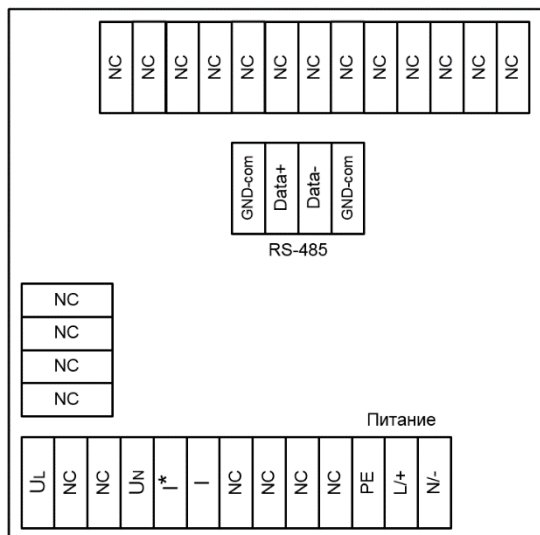 NC NC NC NC NC NC NC NC NC NC NC NC NC
GND-com Data+ Data- GND-com
RS-485
NC
NC
NC
NC
Питание
UL NC NC UN I* I NC NC NC NC PE L/+ N/-